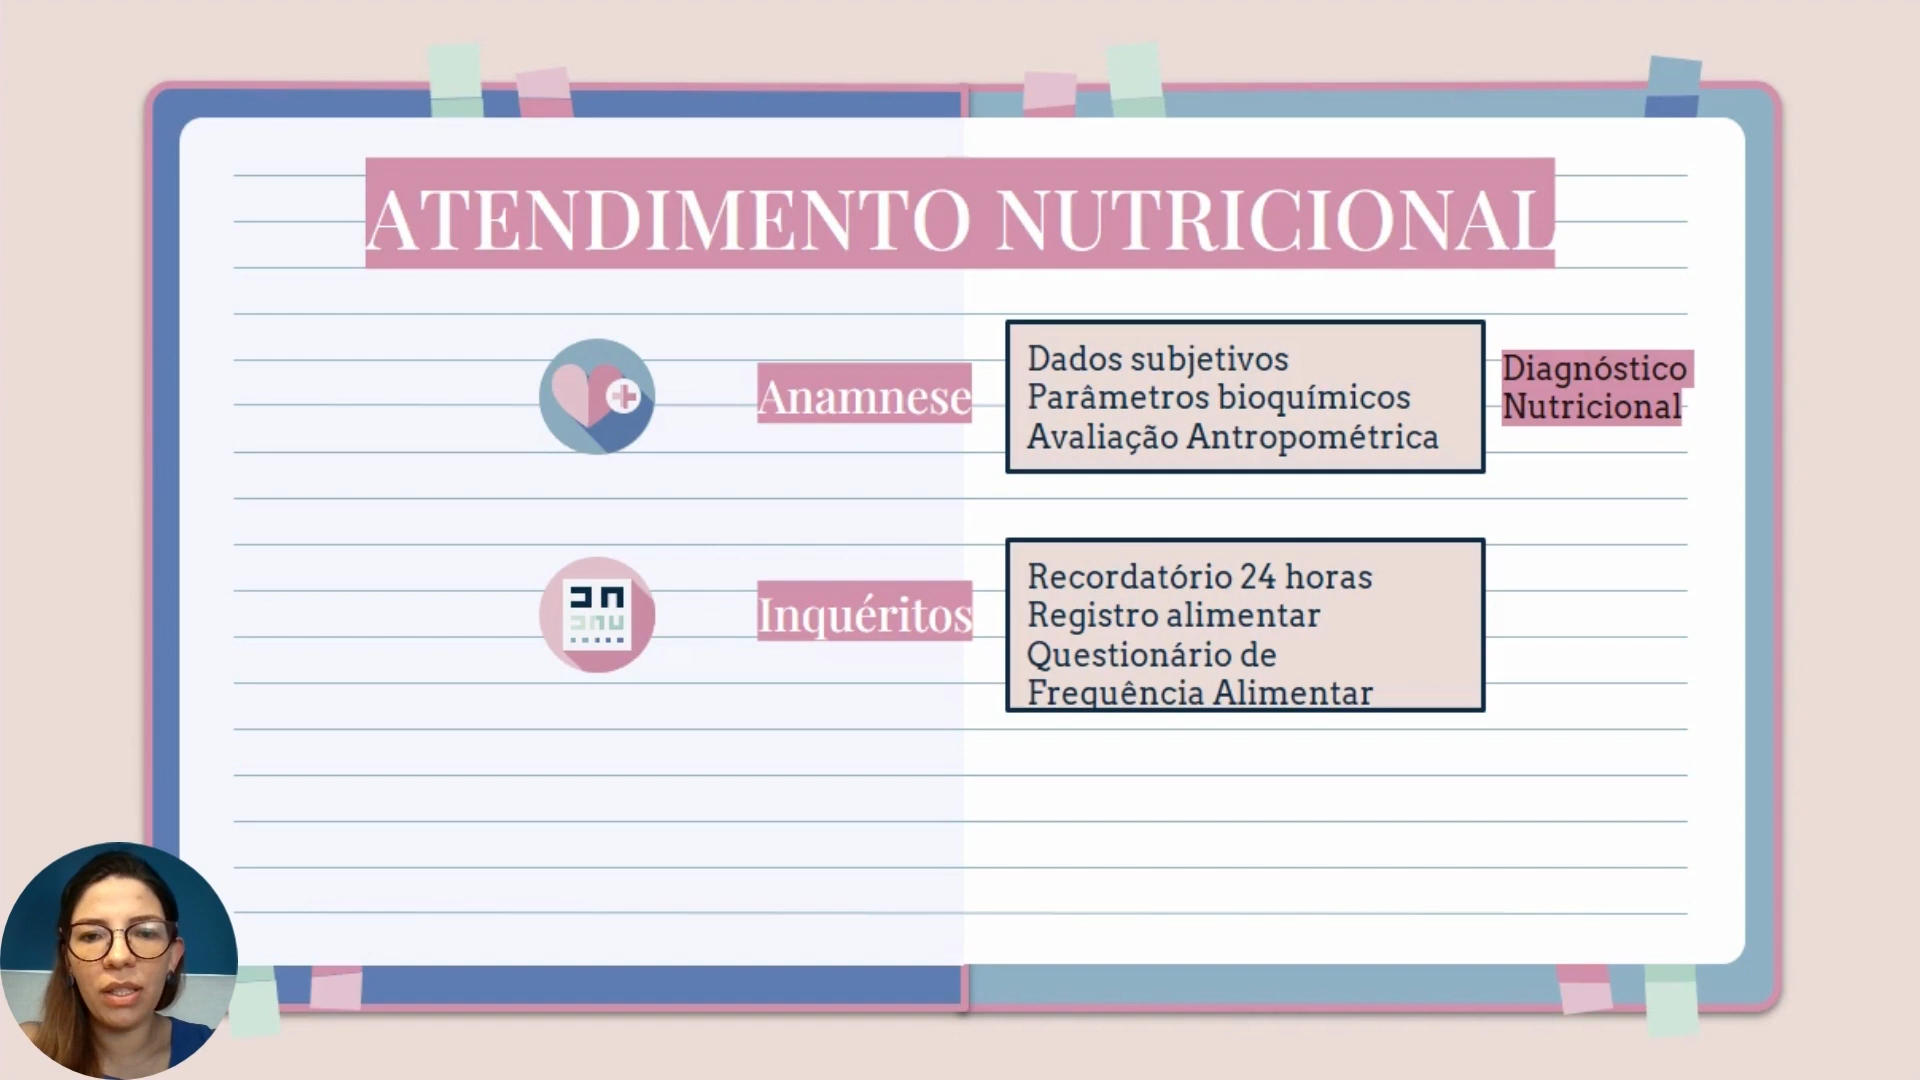 ATENDIMENTO NUTRICIONAL
Anamnese
Dados subjetivos
Parâmetros bioquímicos
Avaliação Antropométrica
Diagnóstico
Nutricional
Inquéritos
Recordatório 24 horas
Registro alimentar
Questionário de
Frequência Alimentar